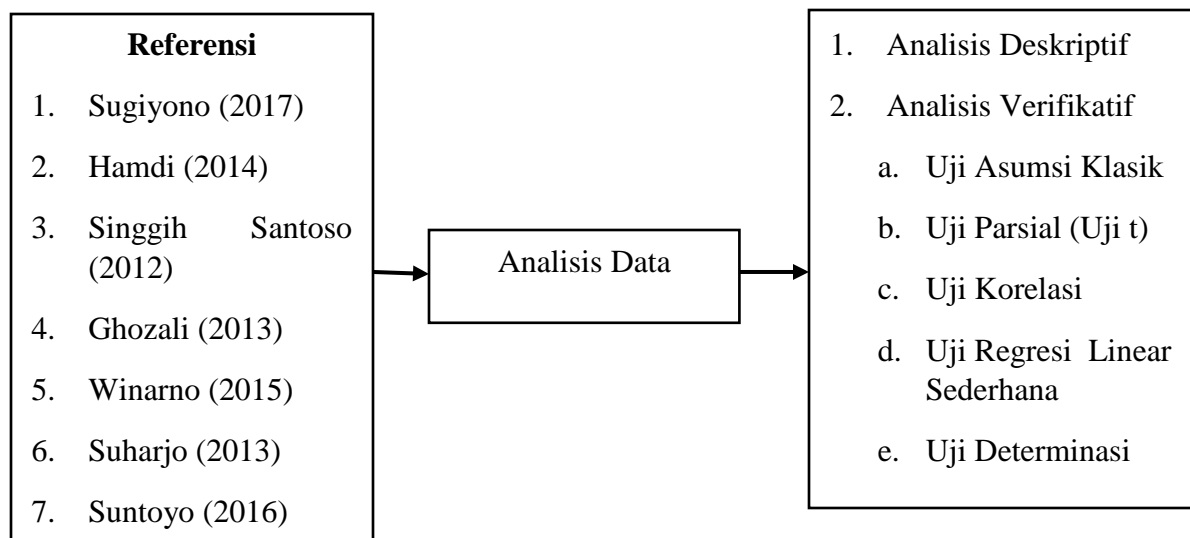 Referensi
1. Sugiyono (2017)
2. Hamdi (2014)
3. Singgih Santoso
(2012)
4. Ghozali (2013)
5. Winarno (2015)
6. Suharjo (2013)
7. Suntoyo (2016)
Analisis Data
1. Analisis Deskriptif
2. Analisis Verifikatif
a. Uji Asumsi Klasik
b. Uji Parsial (Uji t)
c. Uji Korelasi
d. Uji Regresi Linear
Sederhana
e. Uji Determinasi